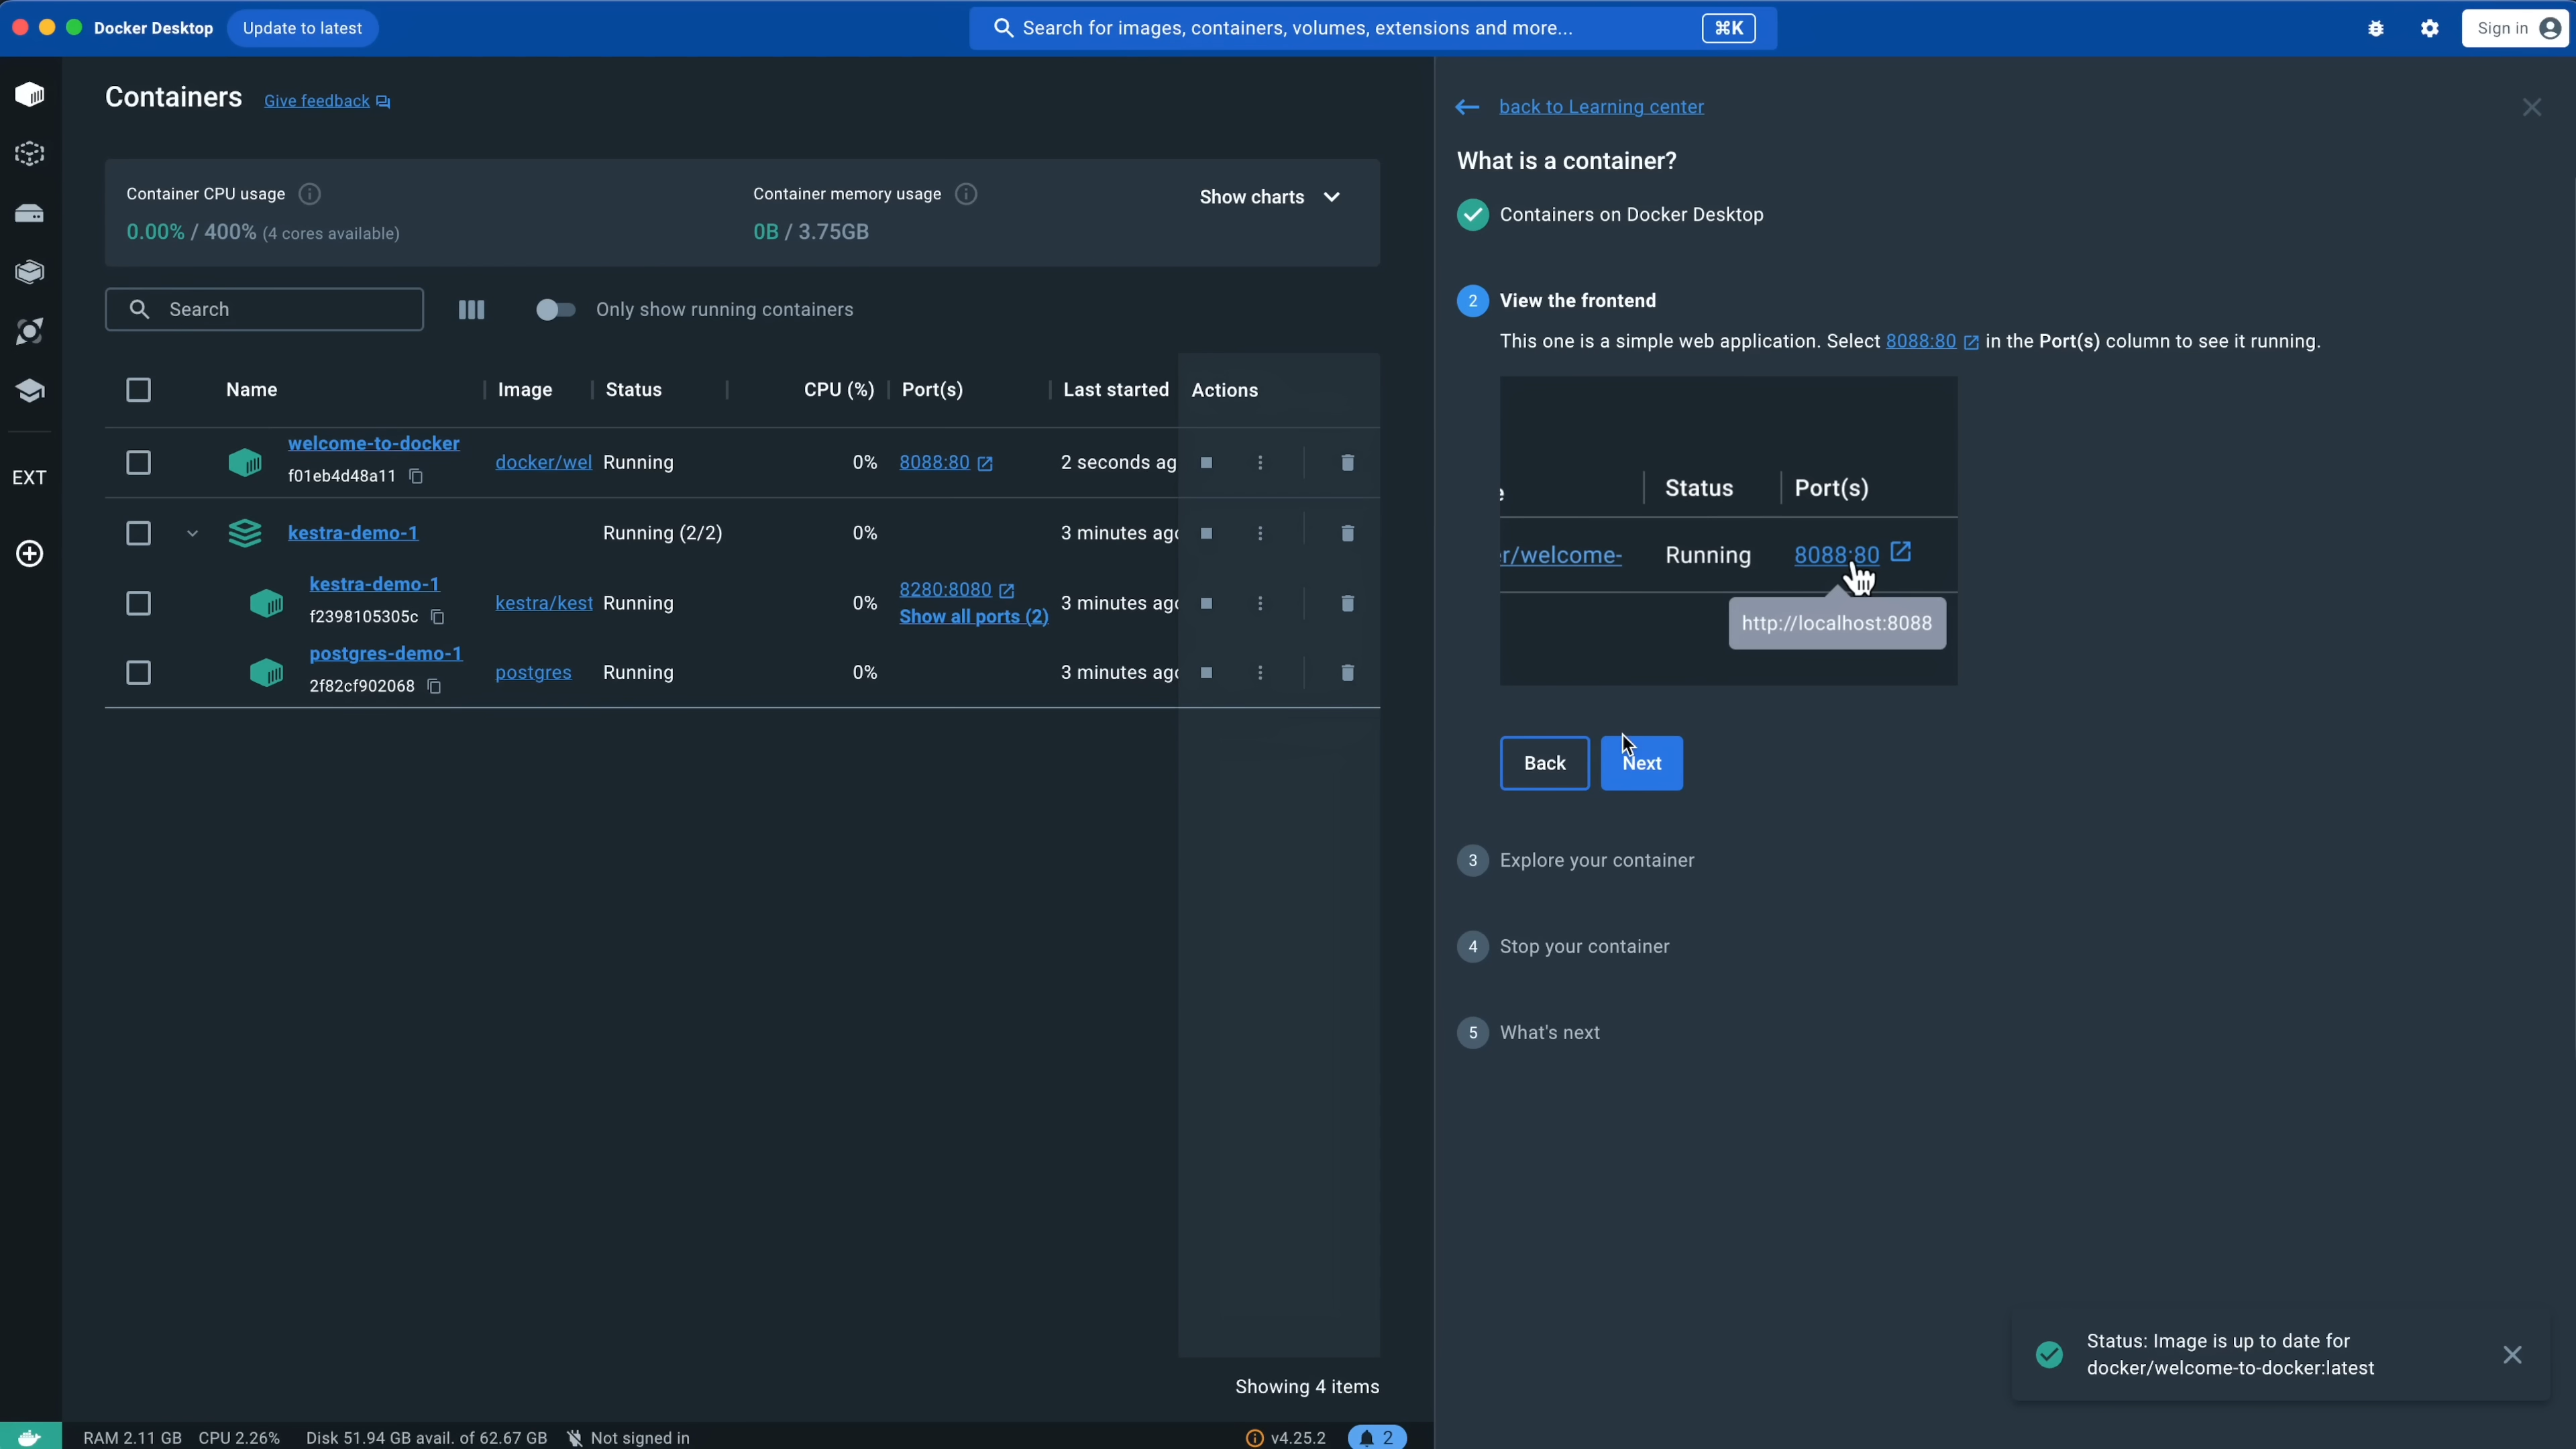 Docker Desktop
Update to latest
Search for images, containers, volumes, extensions and more...
⌘K
Sign in
Containers
Give feedback
Container CPU usage
0.00% / 400% (4 cores available)
Container memory usage
0B / 3.75GB
Show charts
Search
Only show running containers
Name Image Status CPU (%) Port(s) Last started Actions
welcome-to-docker
f01eb4d48a11
docker/wel Running 0% 8088:80 2 seconds ag
kestra-demo-1 Running (2/2) 0% 3 minutes ago
kestra-demo-1
f2398105305c
kestra/kest Running 0% 8280:8080 3 minutes ago
Show all ports (2)
postgres-demo-1
2f82cf902068
postgres Running 0% 3 minutes ago
EXT
Showing 4 items
back to Learning center
What is a container?
Containers on Docker Desktop
2 View the frontend
This one is a simple web application. Select 8088:80 in the Port(s) column to see it running.
e Status Port(s)
r/welcome- Running 8088:80
http://localhost:8088
Back Next
3 Explore your container
4 Stop your container
5 What's next
Status: Image is up to date for
docker/welcome-to-docker:latest
RAM 2.11 GB CPU 2.26% Disk 51.94 GB avail. of 62.67 GB Not signed in
v4.25.2
2